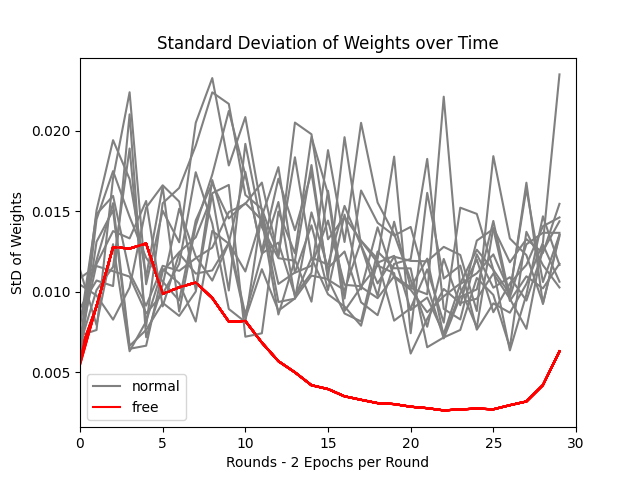 Standard Deviation of Weights over Time
StD of Weights
0.020
0.015
0.010
0.005
normal
free
0 5 10 15 20 25 30
Rounds - 2 Epochs per Round